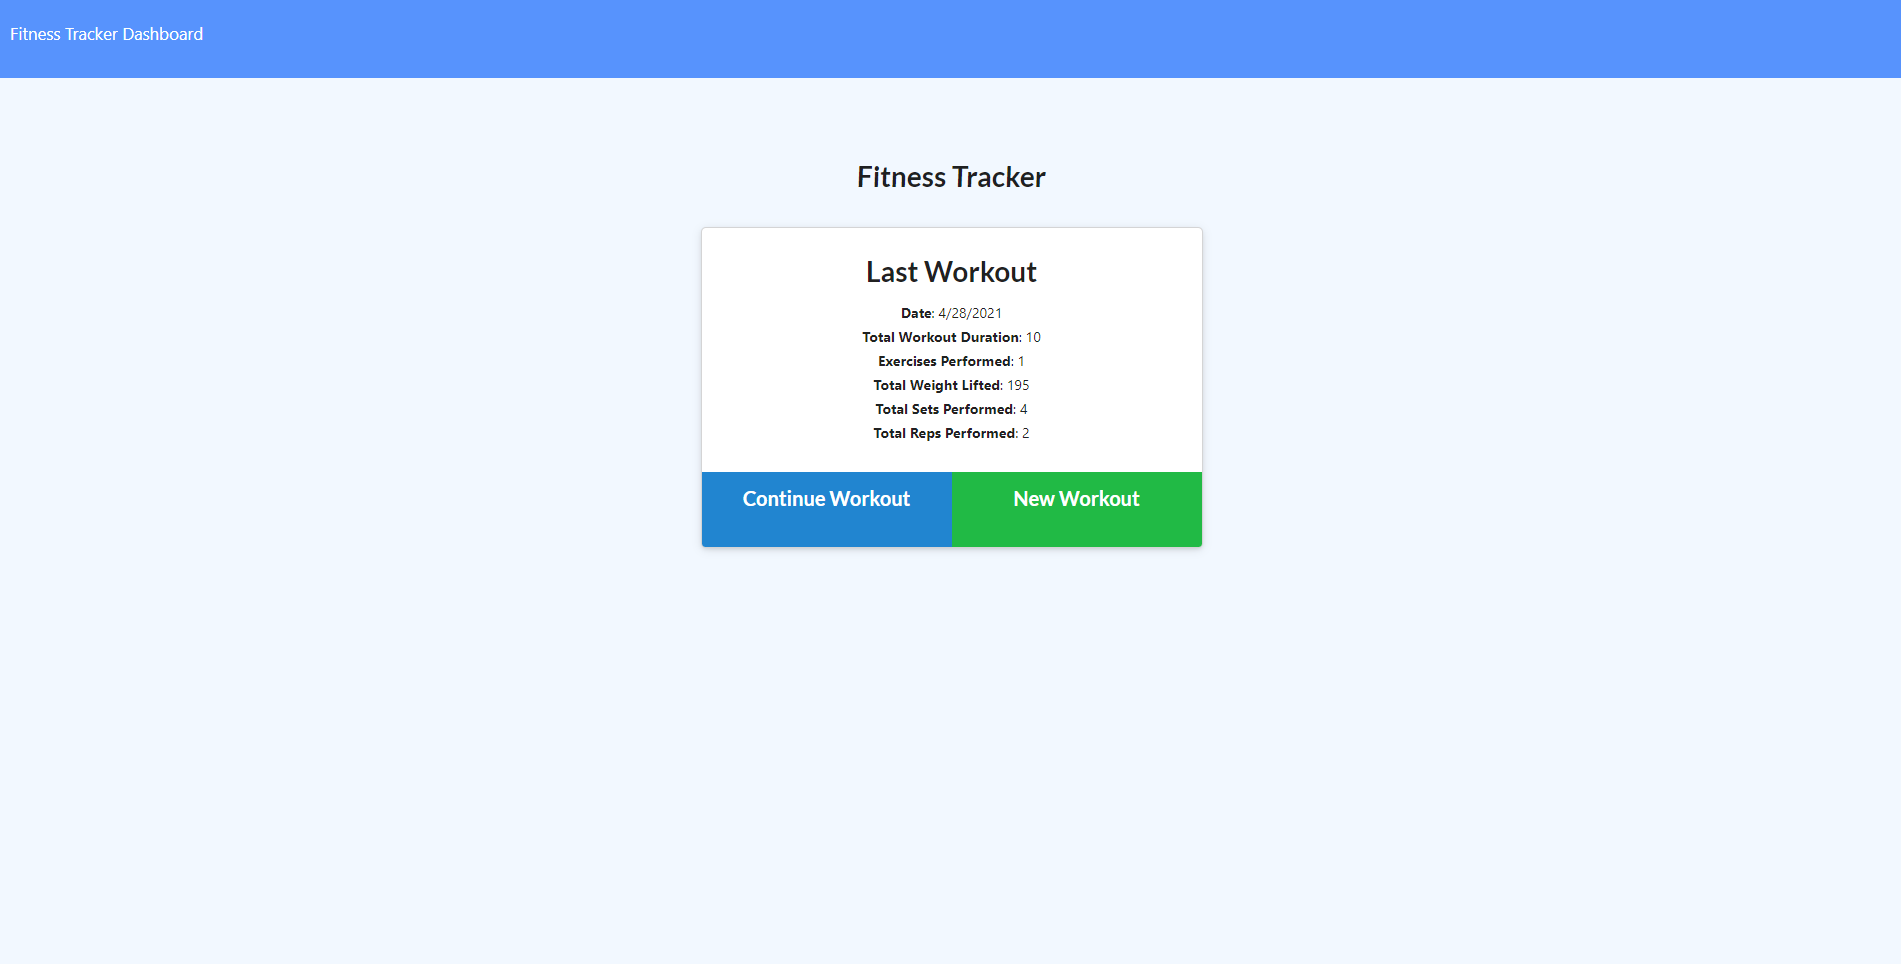 Fitness Tracker Dashboard
Fitness Tracker
Last Workout
Date: 4/28/2021
Total Workout Duration: 10
Exercises Performed: 1
Total Weight Lifted: 195
Total Sets Performed: 4
Total Reps Performed: 2
Continue Workout New Workout